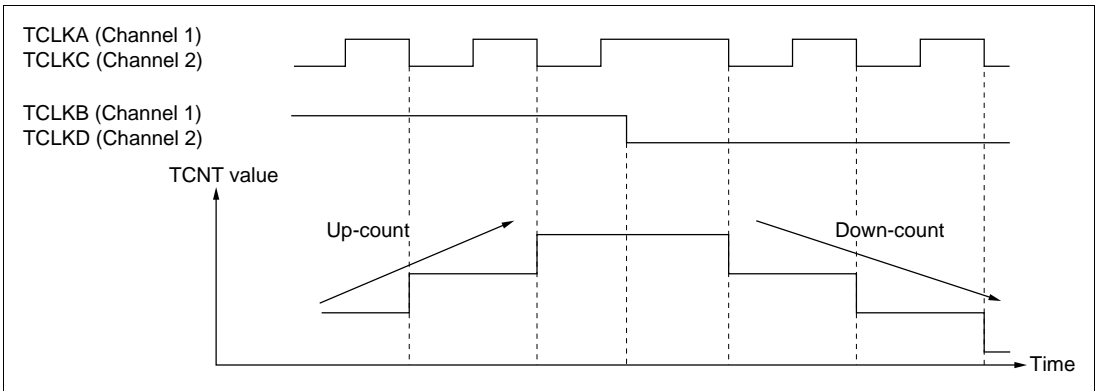 TCLKA (Channel 1)
TCLKC (Channel 2)
TCLKB (Channel 1)
TCLKD (Channel 2)
TCNT value
Up-count
Down-count
Time